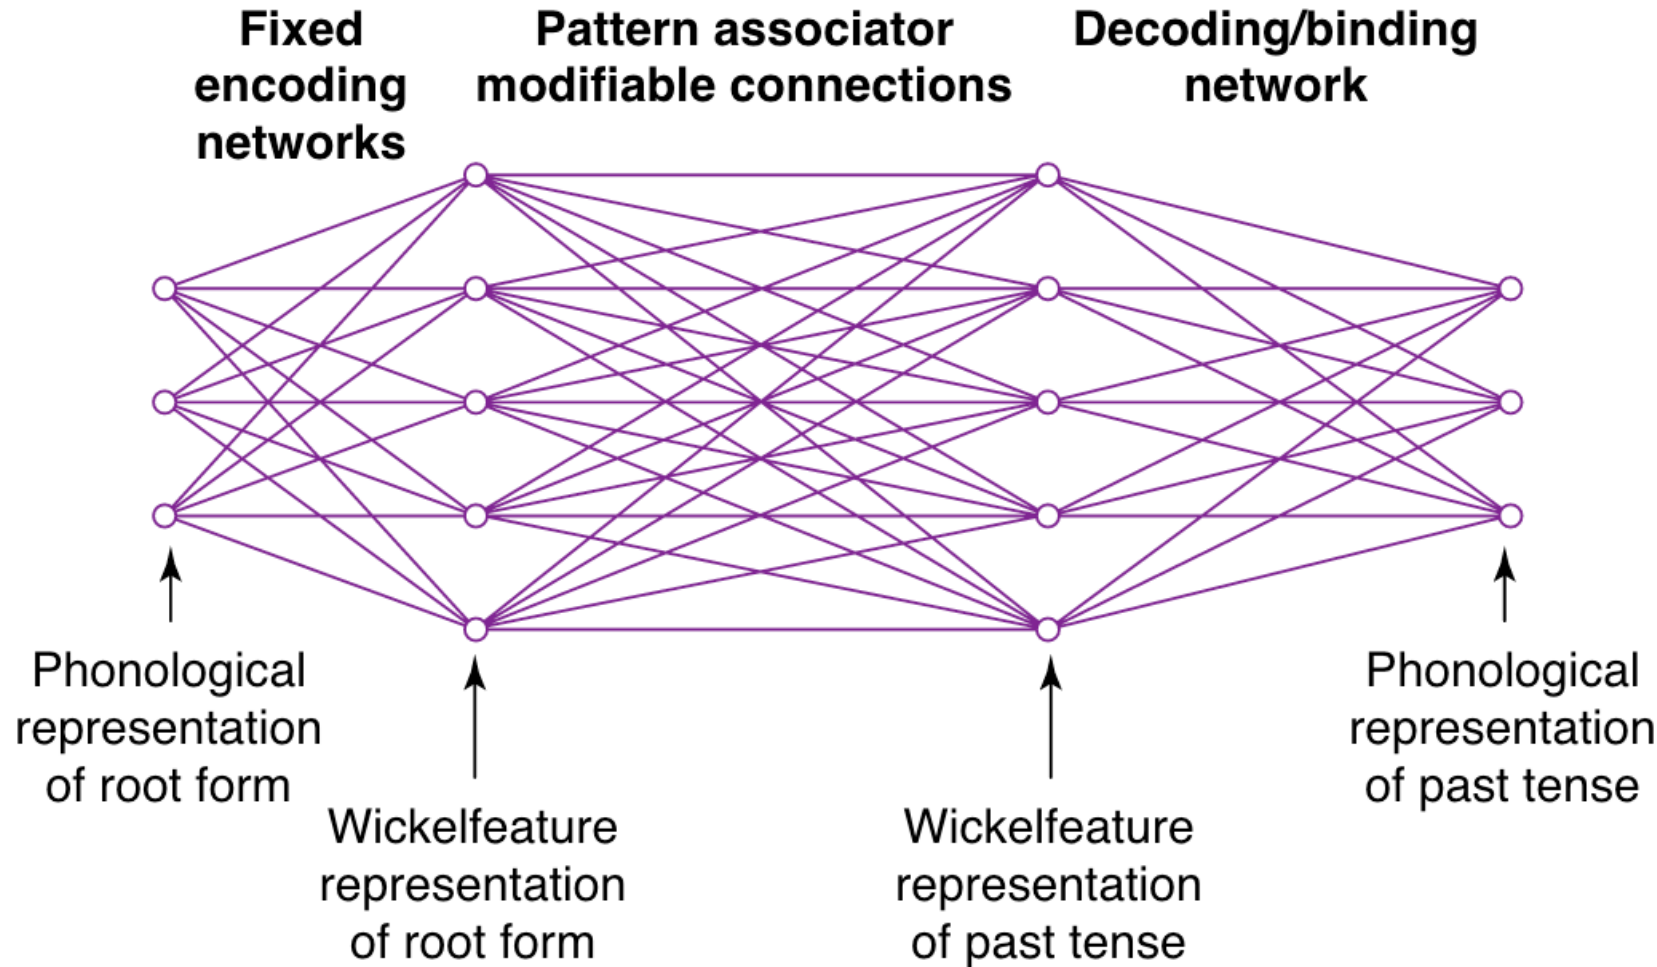 Fixed
encoding
networks
Pattern associator
modifiable connections
Decoding/binding
network
Phonological
representation
of root form
Wickelfeature
representation
of root form
Wickelfeature
representation
of past tense
Phonological
representation
of past tense